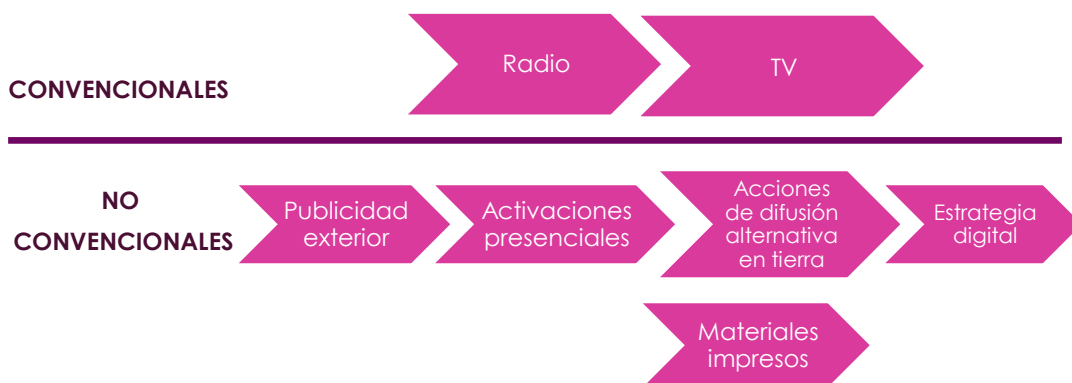 Radio
TV
CONVENCIONALES
NO
CONVENCIONALES
Publicidad
exterior
Activaciones
presenciales
Acciones
de difusión
alternativa
en tierra
Estrategia
digital
Materiales
impresos